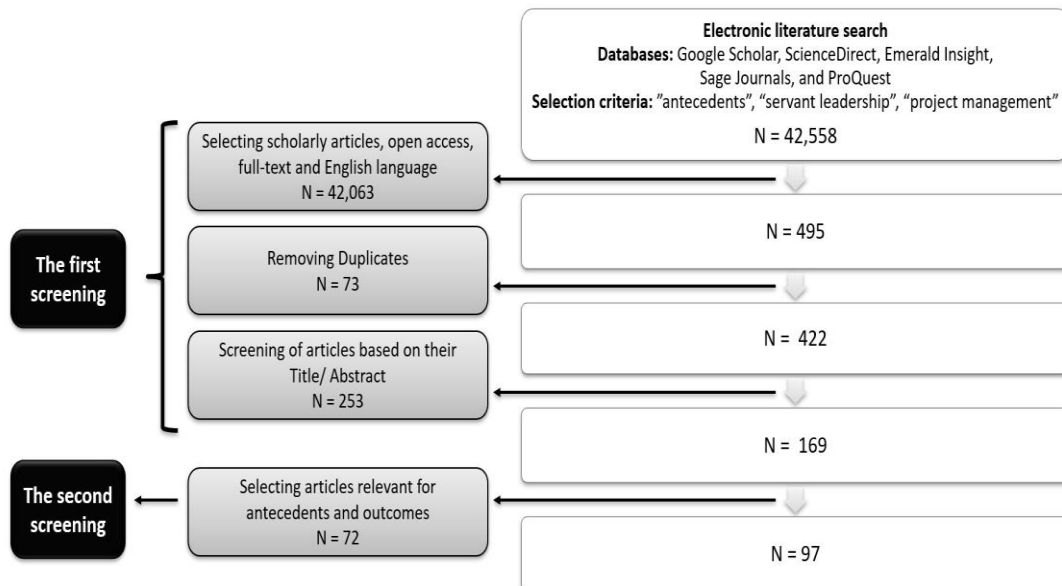 Electronic literature search
Databases: Google Scholar, ScienceDirect, Emerald Insight,
Sage Journals, and ProQuest
Selection criteria: ”antecedents”, “servant leadership”, “project management”
N = 42,558
Selecting scholarly articles, open access,
full-text and English language
N = 42,063
N = 495
The first
screening
Removing Duplicates
N = 73
N = 422
Screening of articles based on their
Title/ Abstract
N = 253
N = 169
The second
screening
Selecting articles relevant for
antecedents and outcomes
N = 72
N = 97